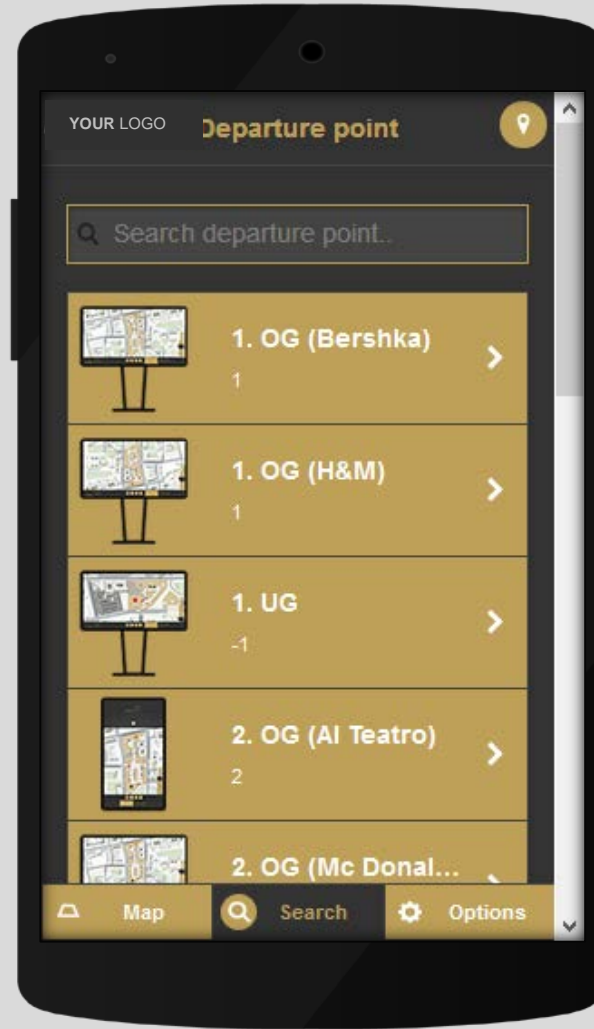 YOUR LOGO
Departure point
Search departure point..
1. OG (Bershka)
1
1. OG (H&M)
1
1. UG
-1
2. OG (Al Teatro)
2
2. OG (Mc Donal...
Map
Search
Options